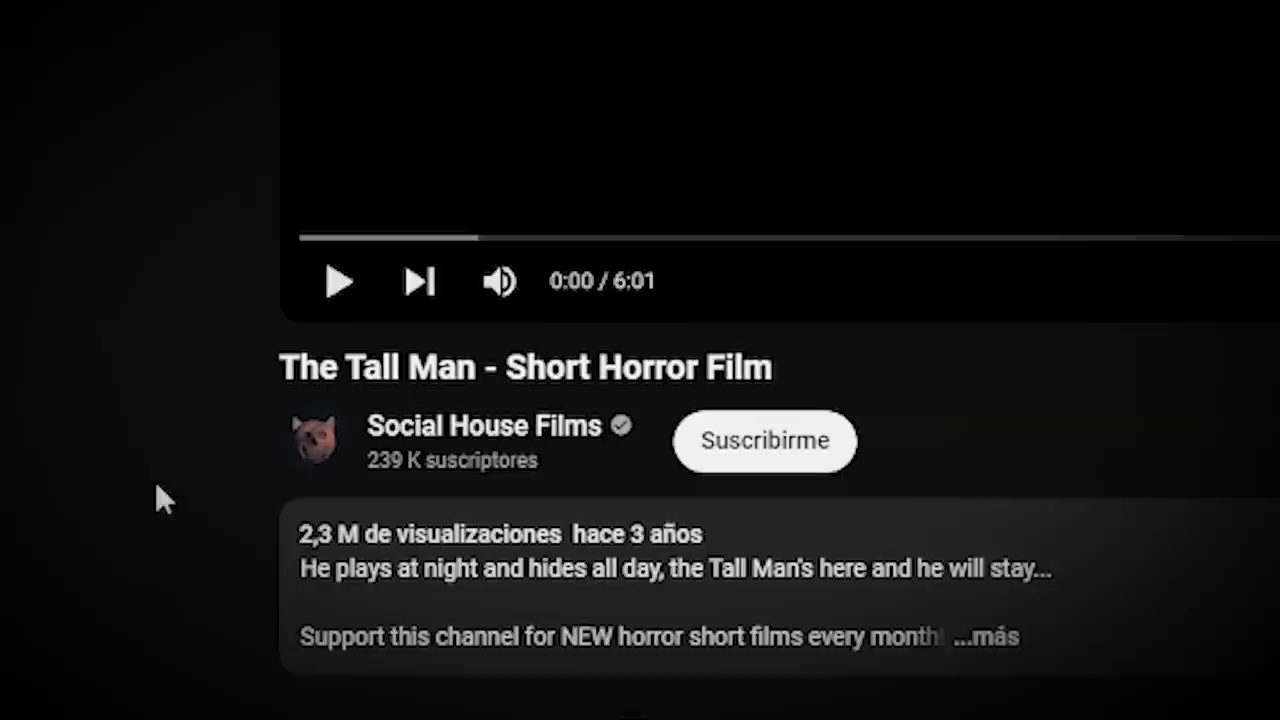 0:00 / 6:01
The Tall Man - Short Horror Film
Social House Films
Suscribirme
239 K suscriptores
2,3 M de visualizaciones hace 3 años
He plays at night and hides all day, the Tall Man's here and he will stay...
Support this channel for NEW horror short films every month! ...más